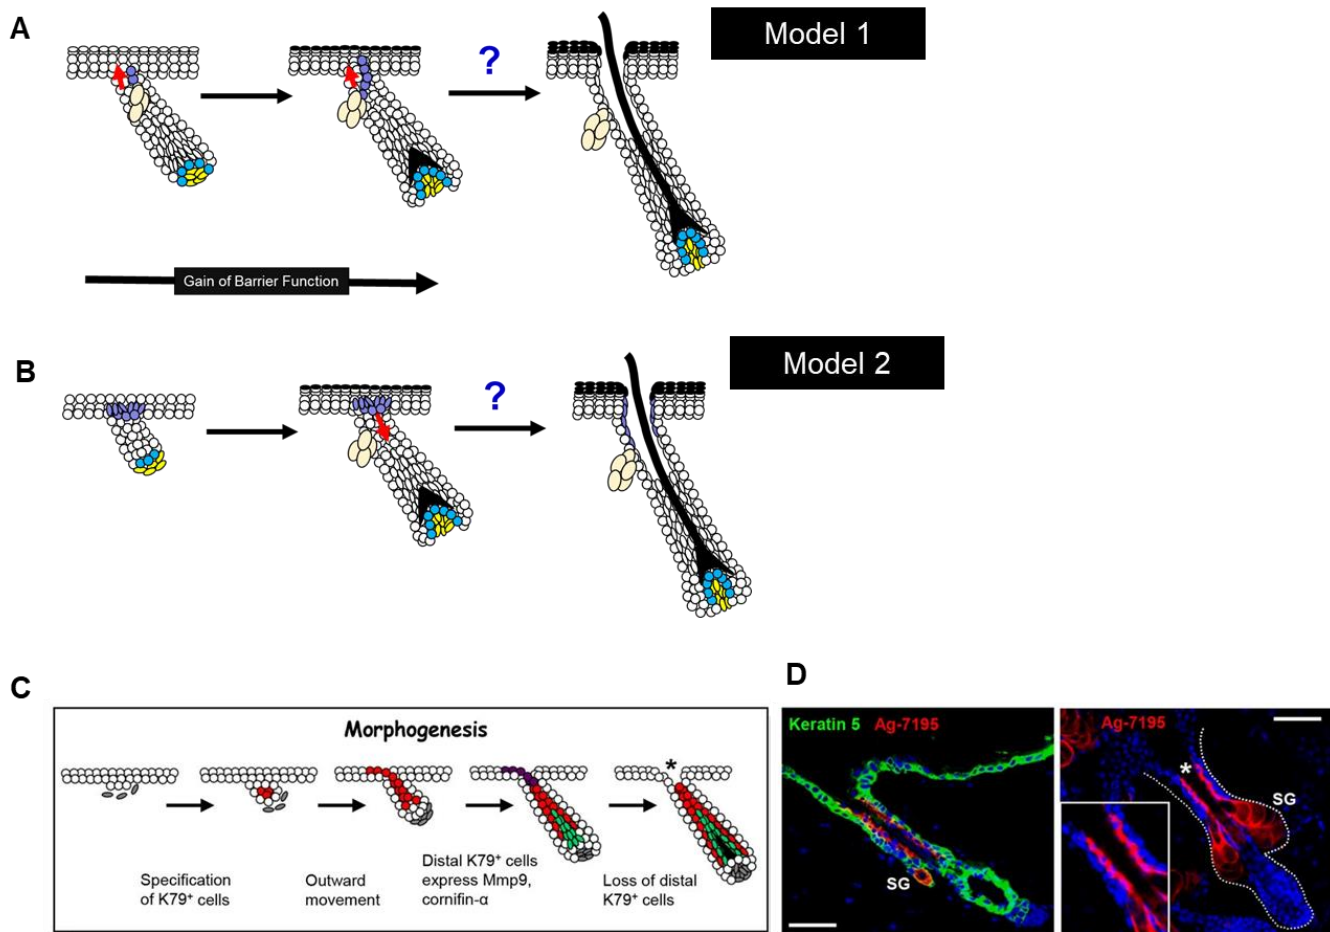 A
Model 1
?
Gain of Barrier Function
B
Model 2
?
C
Morphogenesis
*
Specification
of K79⁺ cells
Outward
movement
Distal K79⁺ cells
express Mmp9,
cornifin-α
Loss of distal
K79⁺ cells
D
Keratin 5 Ag-7195
SG
Ag-7195
*
SG